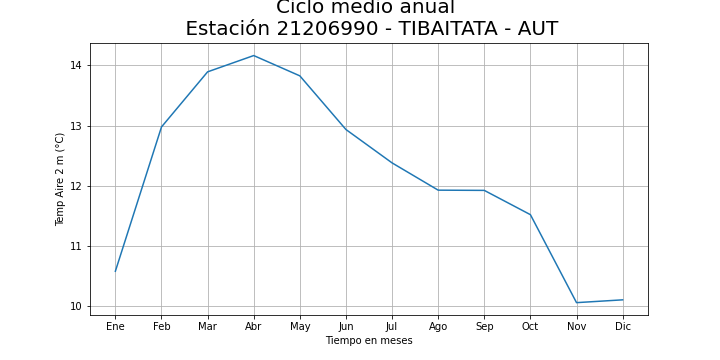 Ciclo medio anual
Estación 21206990 - TIBAITATA - AUT
14
13
12
11
10
Temp Aire 2 m (°C)
Ene Feb Mar Abr May Jun Jul Ago Sep Oct Nov Dic
Tiempo en meses